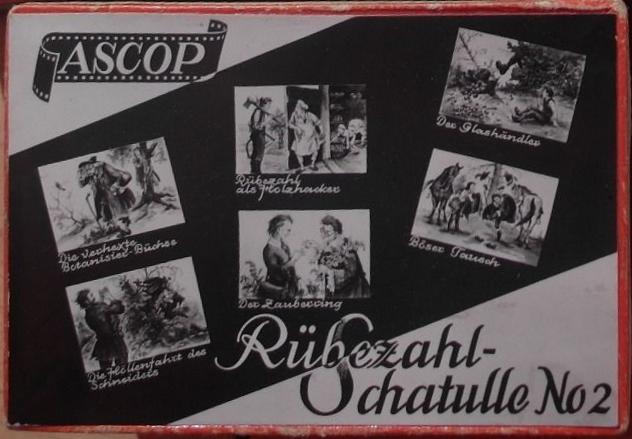 ASCOP
Der Glashändler
Rübezahl
als Holzhacker
Die verhexte
Botanisier-Büchse
Böser Tausch
Der Zauberring
Die Höllenfahrt des
Schneiders
Rübezahl-
Schatulle No 2